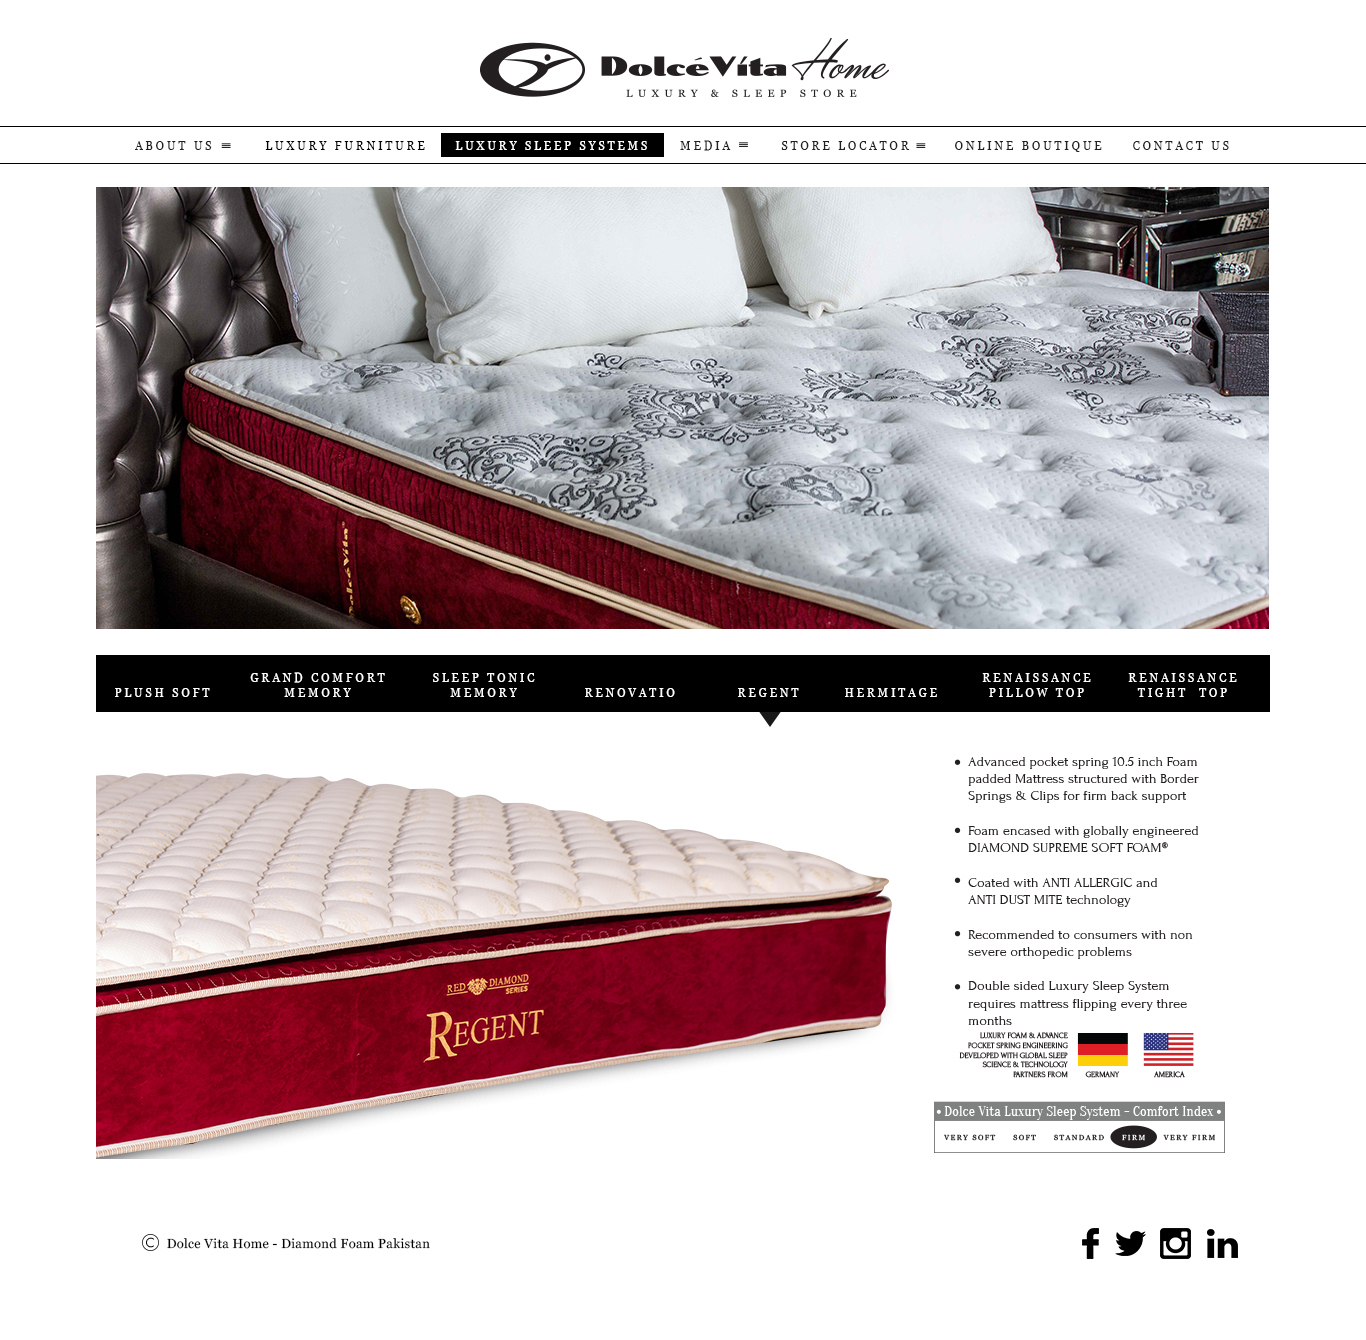 DolcéVita Home
LUXURY & SLEEP STORE
ABOUT US LUXURY FURNITURE LUXURY SLEEP SYSTEMS MEDIA STORE LOCATOR ONLINE BOUTIQUE CONTACT US
PLUSH SOFT
GRAND COMFORT
MEMORY
SLEEP TONIC
MEMORY
RENOVATIO
REGENT
HERMITAGE
RENAISSANCE
PILLOW TOP
RENAISSANCE
TIGHT TOP
RED DIAMOND
SERIES
REGENT
• Advanced pocket spring 10.5 inch Foam
padded Mattress structured with Border
Springs & Clips for firm back support
• Foam encased with globally engineered
DIAMOND SUPREME SOFT FOAM®
• Coated with ANTI ALLERGIC and
ANTI DUST MITE technology
• Recommended to consumers with non
severe orthopedic problems
• Double sided Luxury Sleep System
requires mattress flipping every three
months
LUXURY FOAM & ADVANCE
POCKET SPRING ENGINEERING
DEVELOPED WITH GLOBAL SLEEP
SCIENCE & TECHNOLOGY
PARTNERS FROM
GERMANY
AMERICA
• Dolce Vita Luxury Sleep System - Comfort Index •
VERY SOFT SOFT STANDARD FIRM VERY FIRM
© Dolce Vita Home - Diamond Foam Pakistan